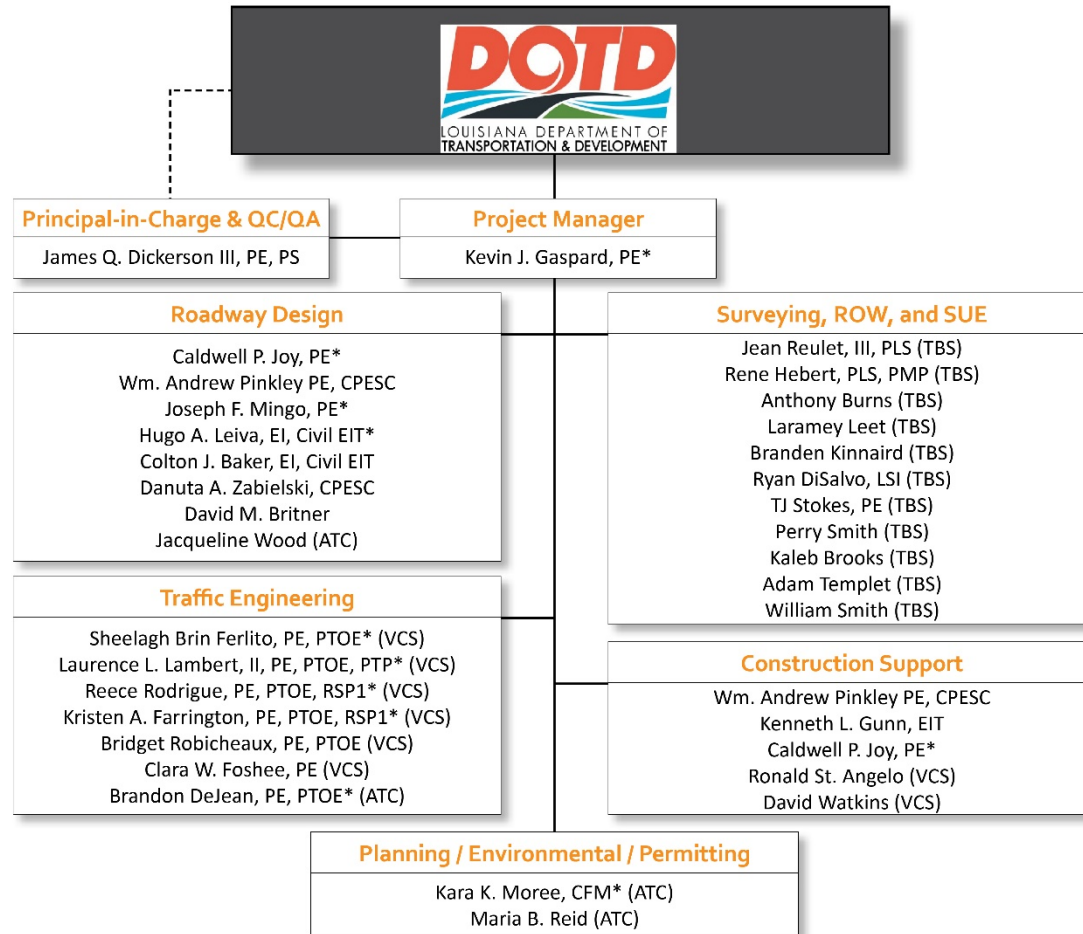 DOTD
LOUISIANA DEPARTMENT OF
TRANSPORTATION & DEVELOPMENT
Principal-in-Charge & QC/QA
James Q. Dickerson III, PE, PS
Project Manager
Kevin J. Gaspard, PE*
Roadway Design
Caldwell P. Joy, PE*
Wm. Andrew Pinkley PE, CPESC
Joseph F. Mingo, PE*
Hugo A. Leiva, EI, Civil EIT*
Colton J. Baker, EI, Civil EIT
Danuta A. Zabielski, CPESC
David M. Britner
Jacqueline Wood (ATC)
Surveying, ROW, and SUE
Jean Reulet, III, PLS (TBS)
Rene Hebert, PLS, PMP (TBS)
Anthony Burns (TBS)
Laramey Leet (TBS)
Branden Kinnaird (TBS)
Ryan DiSalvo, LSI (TBS)
TJ Stokes, PE (TBS)
Perry Smith (TBS)
Kaleb Brooks (TBS)
Adam Templet (TBS)
William Smith (TBS)
Traffic Engineering
Sheelagh Brin Ferlito, PE, PTOE* (VCS)
Laurence L. Lambert, II, PE, PTOE, PTP* (VCS)
Reece Rodrigue, PE, PTOE, RSP1* (VCS)
Kristen A. Farrington, PE, PTOE, RSP1* (VCS)
Bridget Robicheaux, PE, PTOE (VCS)
Clara W. Foshee, PE (VCS)
Brandon DeJean, PE, PTOE* (ATC)
Construction Support
Wm. Andrew Pinkley PE, CPESC
Kenneth L. Gunn, EIT
Caldwell P. Joy, PE*
Ronald St. Angelo (VCS)
David Watkins (VCS)
Planning / Environmental / Permitting
Kara K. Moree, CFM* (ATC)
Maria B. Reid (ATC)